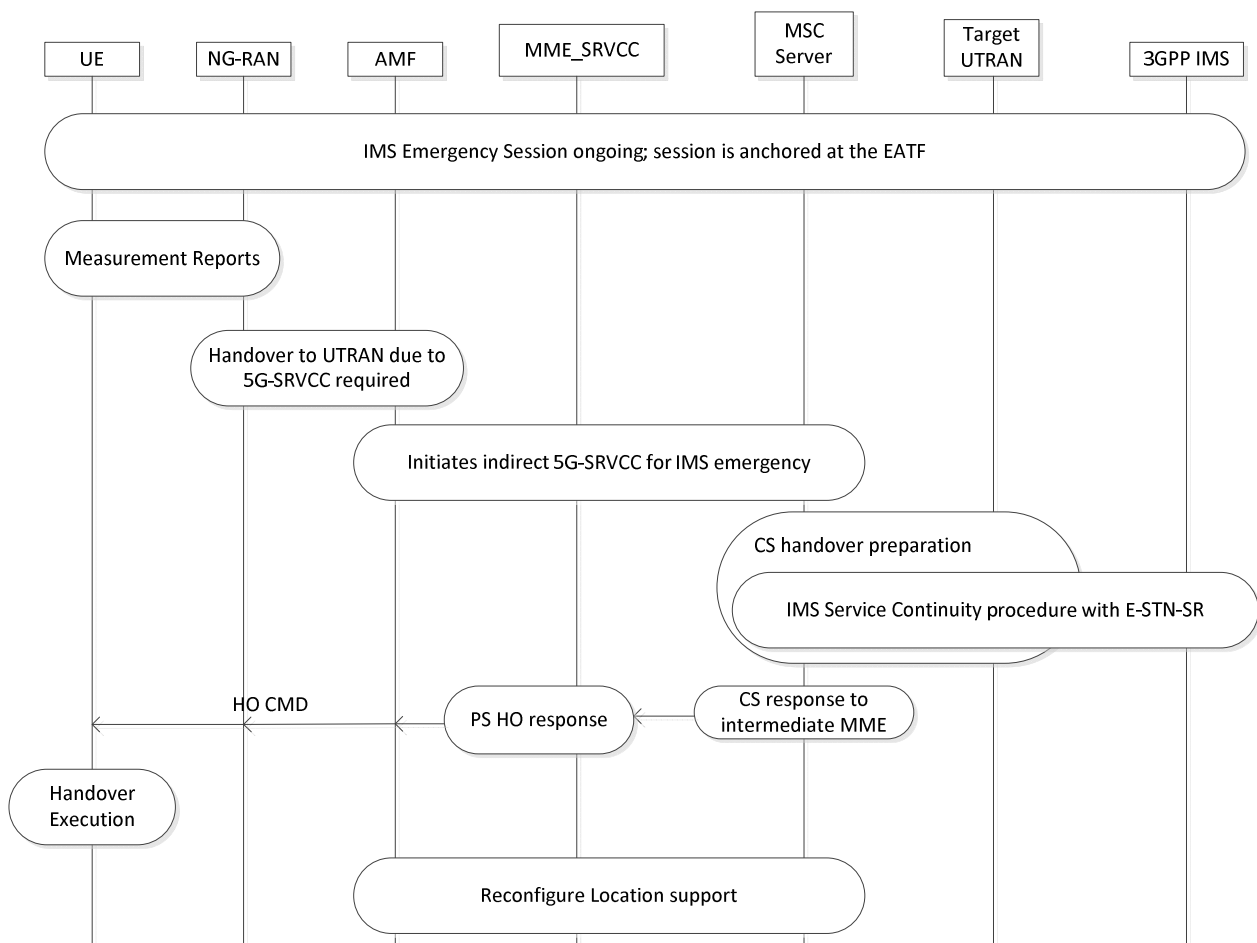 UE
NG-RAN
AMF
MME_SRVCC
MSC
Server
Target
UTRAN
3GPP IMS
IMS Emergency Session ongoing; session is anchored at the EATF
Measurement Reports
Handover to UTRAN due to
5G-SRVCC required
Initiates indirect 5G-SRVCC for IMS emergency
CS handover preparation
IMS Service Continuity procedure with E-STN-SR
HO CMD
PS HO response
CS response to
intermediate MME
Handover
Execution
Reconfigure Location support